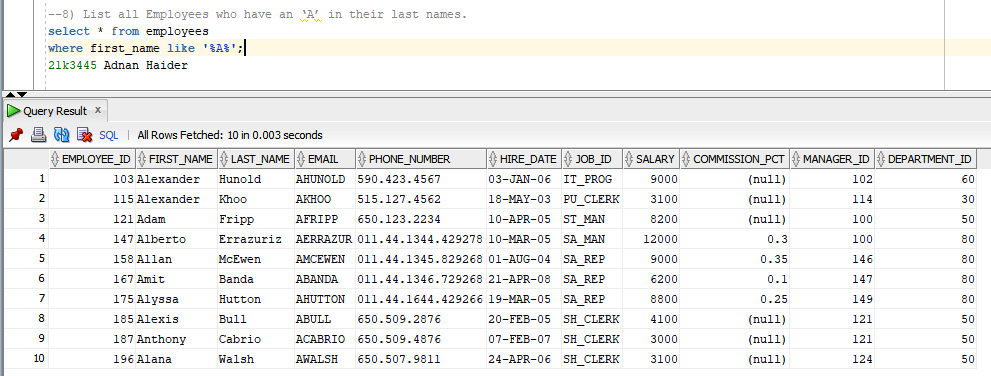 --8) List all Employees who have an ‘A’ in their last names.
select * from employees
where first_name like '%A%';
21k3445 Adnan Haider
Query Result x
SQL | All Rows Fetched: 10 in 0.003 seconds
EMPLOYEE_ID FIRST_NAME LAST_NAME EMAIL PHONE_NUMBER HIRE_DATE JOB_ID SALARY COMMISSION_PCT MANAGER_ID DEPARTMENT_ID
1 103 Alexander Hunold AHUNOLD 590.423.4567 03-JAN-06 IT_PROG 9000 (null) 102 60
2 115 Alexander Khoo AKHOO 515.127.4562 18-MAY-03 PU_CLERK 3100 (null) 114 30
3 121 Adam Fripp AFRIPP 650.123.2234 10-APR-05 ST_MAN 8200 (null) 100 50
4 147 Alberto Errazuriz AERRAZUR 011.44.1344.429278 10-MAR-05 SA_MAN 12000 0.3 100 80
5 158 Allan McEwen AMCEWEN 011.44.1345.829268 01-AUG-04 SA_REP 9000 0.35 146 80
6 167 Amit Banda ABANDA 011.44.1346.729268 21-APR-08 SA_REP 6200 0.1 147 80
7 175 Alyssa Hutton AHUTTON 011.44.1644.429266 19-MAR-05 SA_REP 8800 0.25 149 80
8 185 Alexis Bull ABULL 650.509.2876 20-FEB-05 SH_CLERK 4100 (null) 121 50
9 187 Anthony Cabrio ACABRIO 650.509.4876 07-FEB-07 SH_CLERK 3000 (null) 121 50
10 196 Alana Walsh AWALSH 650.507.9811 24-APR-06 SH_CLERK 3100 (null) 124 50